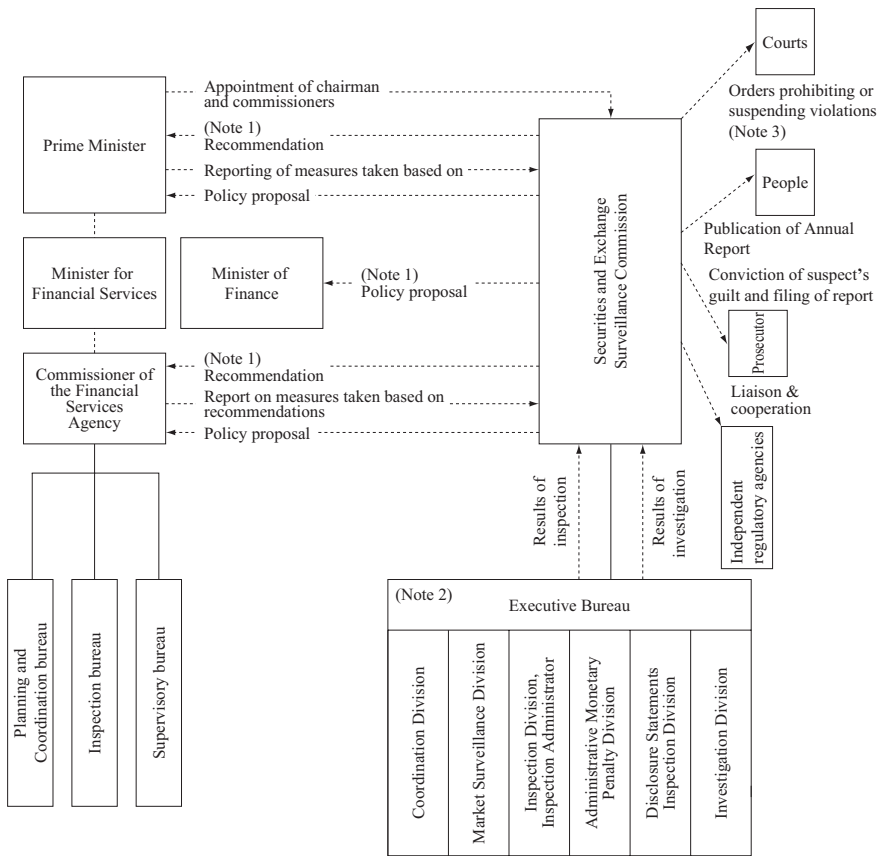 Courts
Orders prohibiting or
suspending violations
(Note 3)
Appointment of chairman
and commissioners
Prime Minister
(Note 1)
Recommendation
Reporting of measures taken based on
Policy proposal
People
Publication of Annual
Report
Minister for
Financial Services
Minister of
Finance
(Note 1)
Policy proposal
Securities and Exchange
Surveillance Commission
Conviction of suspect's
guilt and filing of report
Prosecutor
Commissioner of
the Financial
Services
Agency
(Note 1)
Recommendation
Report on measures taken based on
recommendations
Policy proposal
Liaison &
cooperation
Independent
regulatory agencies
Results of
inspection
Results of
investigation
Planning and
Coordination bureau
Inspection bureau
Supervisory bureau
(Note 2)
Executive Bureau
Coordination Division
Market Surveillance Division
Inspection Division,
Inspection Administrator
Administrative Monetary
Penalty Division
Disclosure Statements
Inspection Division
Investigation Division